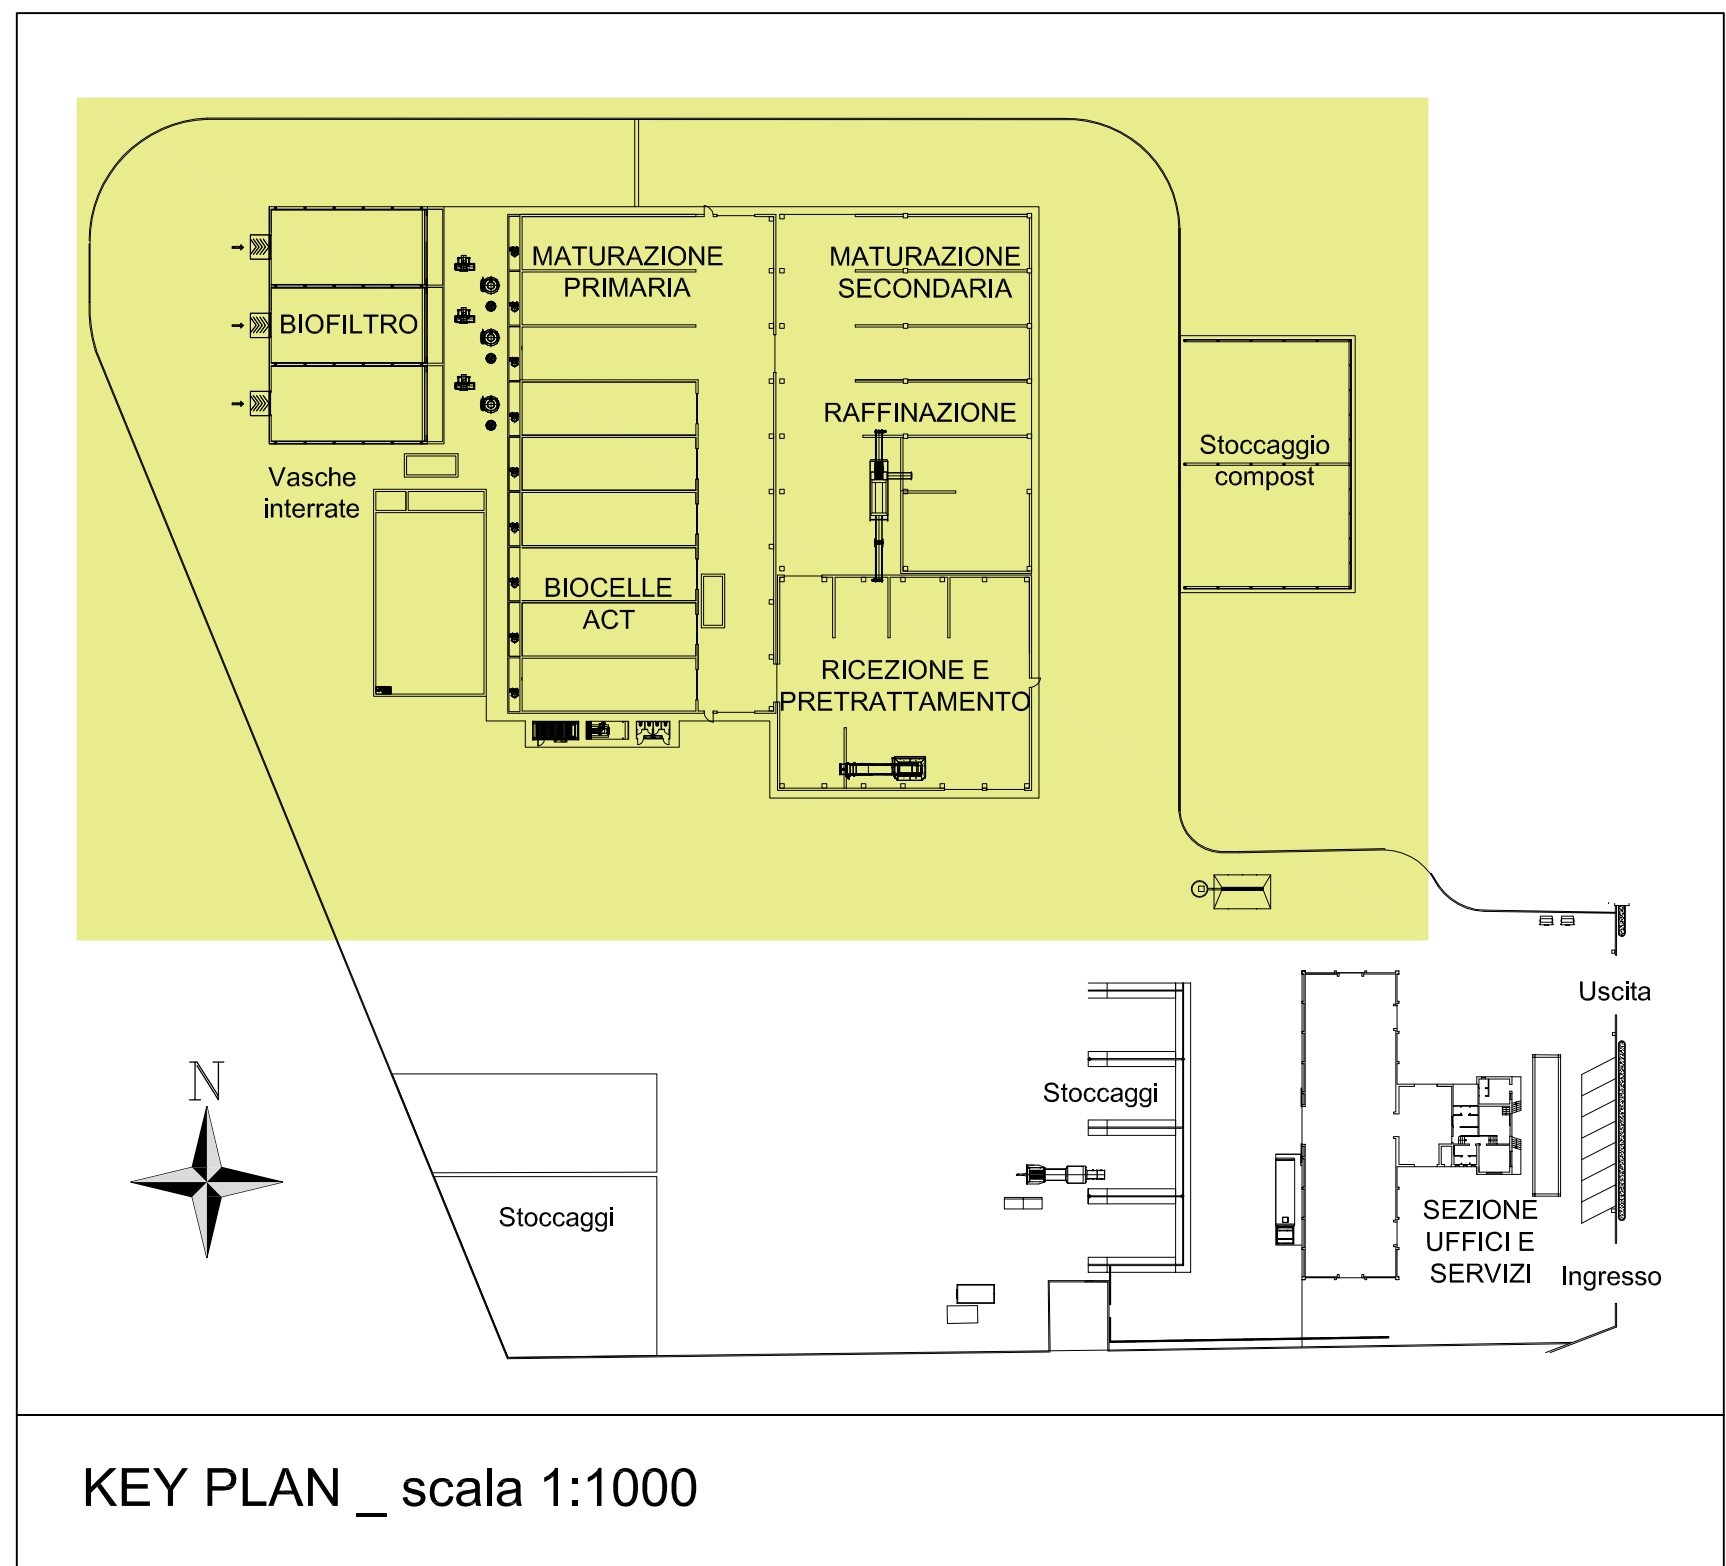 MATURAZIONE
PRIMARIA
MATURAZIONE
SECONDARIA
BIOFILTRO
RAFFINAZIONE
Stoccaggio
compost
Vasche
interrate
BIOCELLE
ACT
RICEZIONE E
PRETRATTAMENTO
Uscita
N
Stoccaggi
Stoccaggi
SEZIONE
UFFICI E
SERVIZI
Ingresso
KEY PLAN _ scala 1:1000